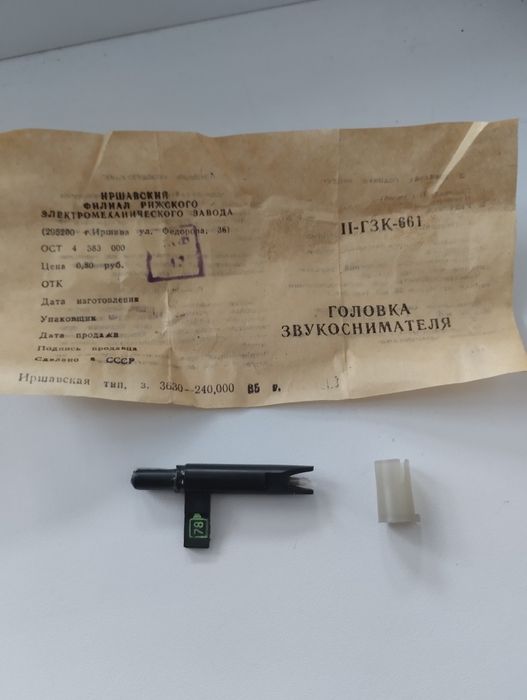 ИРШАВСКИЙ
ФИЛИАЛ РИЖСКОГО
ЭЛЕКТРОМЕХАНИЧЕСКОГО ЗАВОДА
(295200 г.Иршава ул. Федорова, 36)
ОСТ 4 383 000
Цена 0,80 руб.
ОТК
Дата изготовления
Упаковщик
Дата продажи
Подпись продавца
Сделано в СССР
Иршавская тип. з. 3630—240,000 85 г.
ГЗК-661
ГОЛОВКА
ЗВУКОСНИМАТЕЛЯ
78